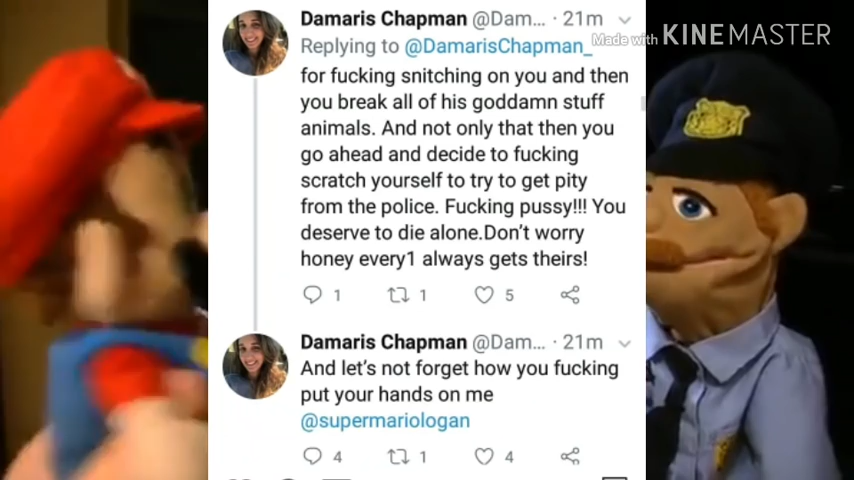 Damaris Chapman @Dam... · 21m
Replying to @DamarisChapman_
Made with KINEMASTER
for fucking snitching on you and then
you break all of his goddamn stuff
animals. And not only that then you
go ahead and decide to fucking
scratch yourself to try to get pity
from the police. Fucking pussy!!! You
deserve to die alone.Don't worry
honey every1 always gets theirs!
1 1 5
Damaris Chapman @Dam... · 21m
And let's not forget how you fucking
put your hands on me
@supermariologan
4 1 4